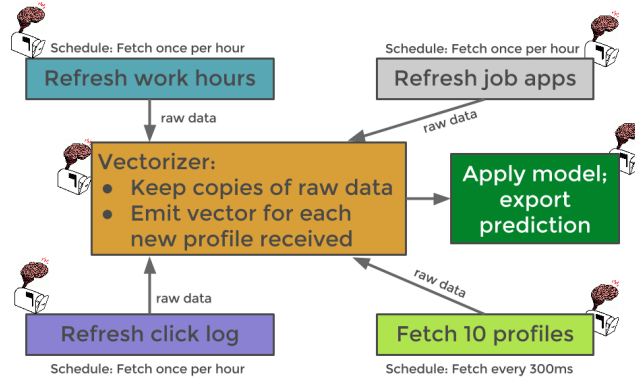 Schedule: Fetch once per hour
Refresh work hours
Schedule: Fetch once per hour
Refresh job apps
raw data
raw data
Vectorizer:
● Keep copies of raw data
● Emit vector for each
new profile received
Apply model;
export
prediction
raw data
raw data
Refresh click log
Schedule: Fetch once per hour
Fetch 10 profiles
Schedule: Fetch every 300ms